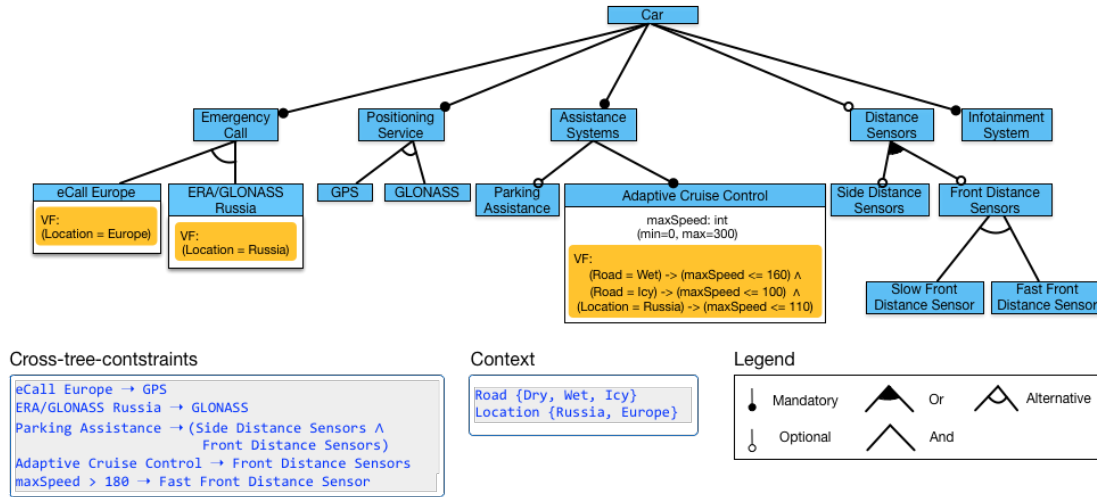 Car
Emergency
Call
Positioning
Service
Assistance
Systems
Distance
Sensors
Infotainment
System
eCall Europe
VF:
(Location = Europe)
ERA/GLONASS
Russia
VF:
(Location = Russia)
GPS
GLONASS
Parking
Assistance
Adaptive Cruise Control
maxSpeed: int
(min=0, max=300)
VF:
(Road = Wet) -> (maxSpeed <= 160) ∧
(Road = Icy) -> (maxSpeed <= 100) ∧
(Location = Russia) -> (maxSpeed <= 110)
Side Distance
Sensors
Front Distance
Sensors
Slow Front
Distance Sensor
Fast Front
Distance Sensor
Cross-tree-contstraints
eCall Europe → GPS
ERA/GLONASS Russia → GLONASS
Parking Assistance → (Side Distance Sensors ∧
Front Distance Sensors)
Adaptive Cruise Control → Front Distance Sensors
maxSpeed > 180 → Fast Front Distance Sensor
Context
Road {Dry, Wet, Icy}
Location {Russia, Europe}
Legend
Mandatory
Or
Alternative
Optional
And